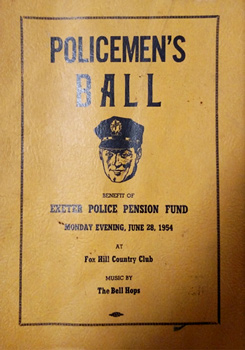 POLICEMEN'S
BALL
BENEFIT OF
EXETER POLICE PENSION FUND
MONDAY EVENING, JUNE 28, 1954
AT
Fox Hill Country Club
MUSIC BY
The Bell Hops